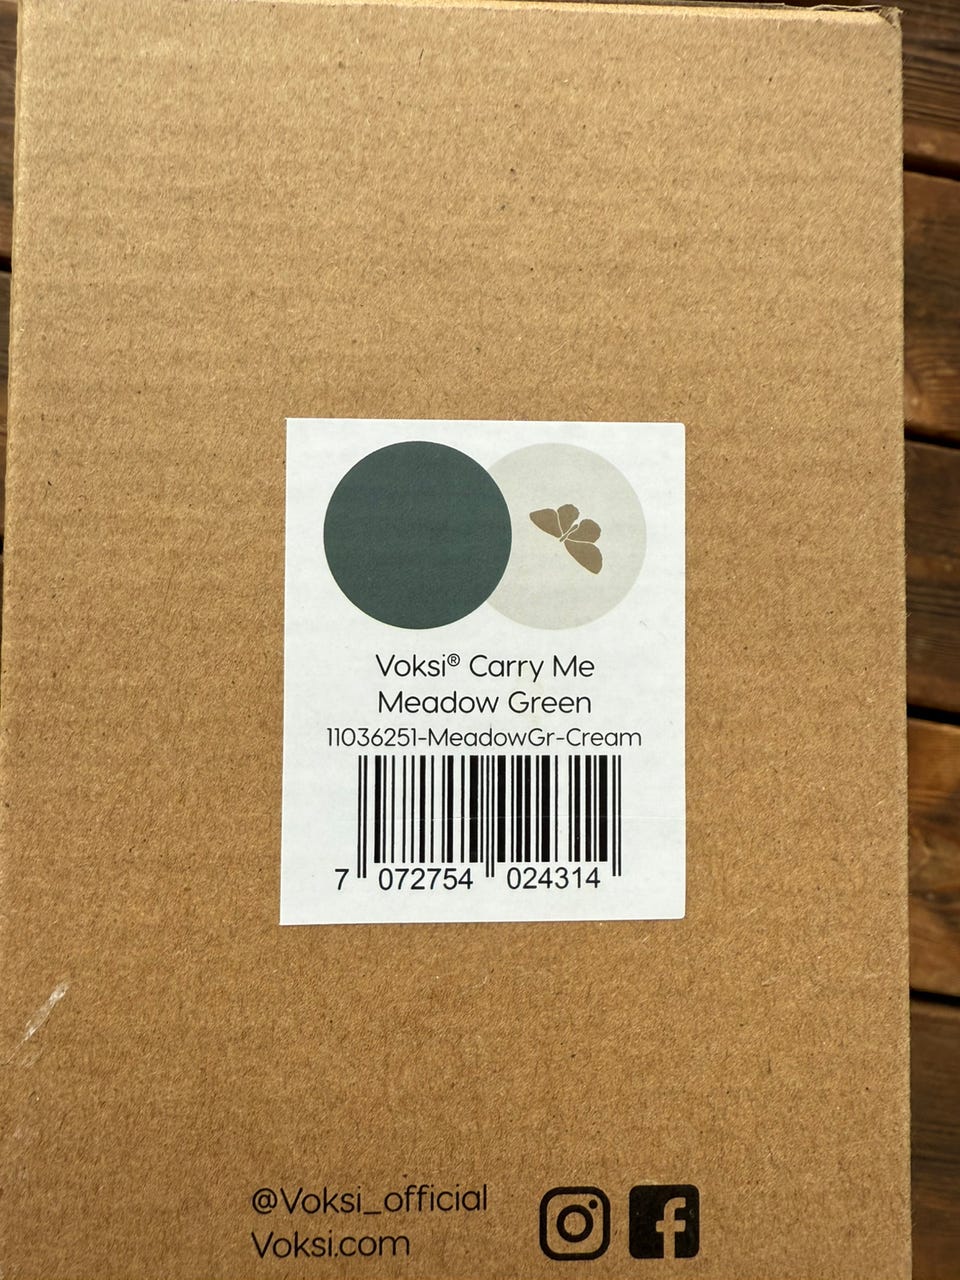 Voksi® Carry Me
Meadow Green
11036251-MeadowGr-Cream
7 072754 024314
@Voksi_official
Voksi.com